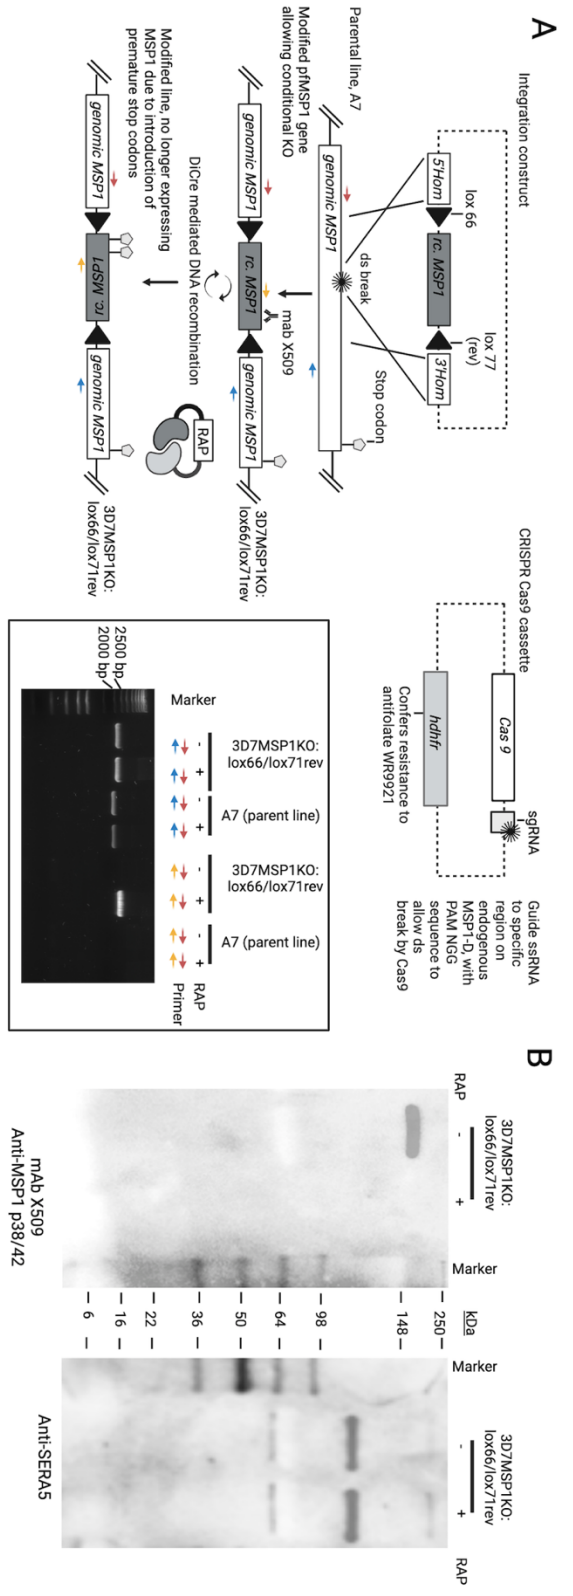 A
Integration construct
5'Hom
lox 66
rc. MSP1
lox 77
(rev)
3'Hom
Parental line, A7
genomic MSP1
ds break
Stop codon
Modified pfMSP1 gene
allowing conditional KO
genomic MSP1
rc. MSP1
mab X509
genomic MSP1
3D7MSP1KO:
lox66/lox71rev
DiCre mediated DNA recombination
RAP
Modified line, no longer expressing
MSP1 due to introduction of
premature stop codons
genomic MSP1
rc. MSP1
genomic MSP1
3D7MSP1KO:
lox66/lox71rev
CRISPR Cas9 cassette
Cas 9
sgRNA
hdhfr
Confers resistance to
antifolate WR9921
Guide ssRNA
to specific
region on
endogenous
MSP1-D, with
PAM NGG
sequence to
allow ds
break by Cas9
3D7MSP1KO:
lox66/lox71rev
A7 (parent line)
3D7MSP1KO:
lox66/lox71rev
A7 (parent line)
- + - + - + - + RAP
Primer
Marker
2500 bp
2000 bp
B
3D7MSP1KO:
lox66/lox71rev
RAP - +
Marker
kDa
250
148
98
64
50
36
22
16
6
mAb X509
Anti-MSP1 p38/42
3D7MSP1KO:
lox66/lox71rev
Marker
- + RAP
Anti-SERA5